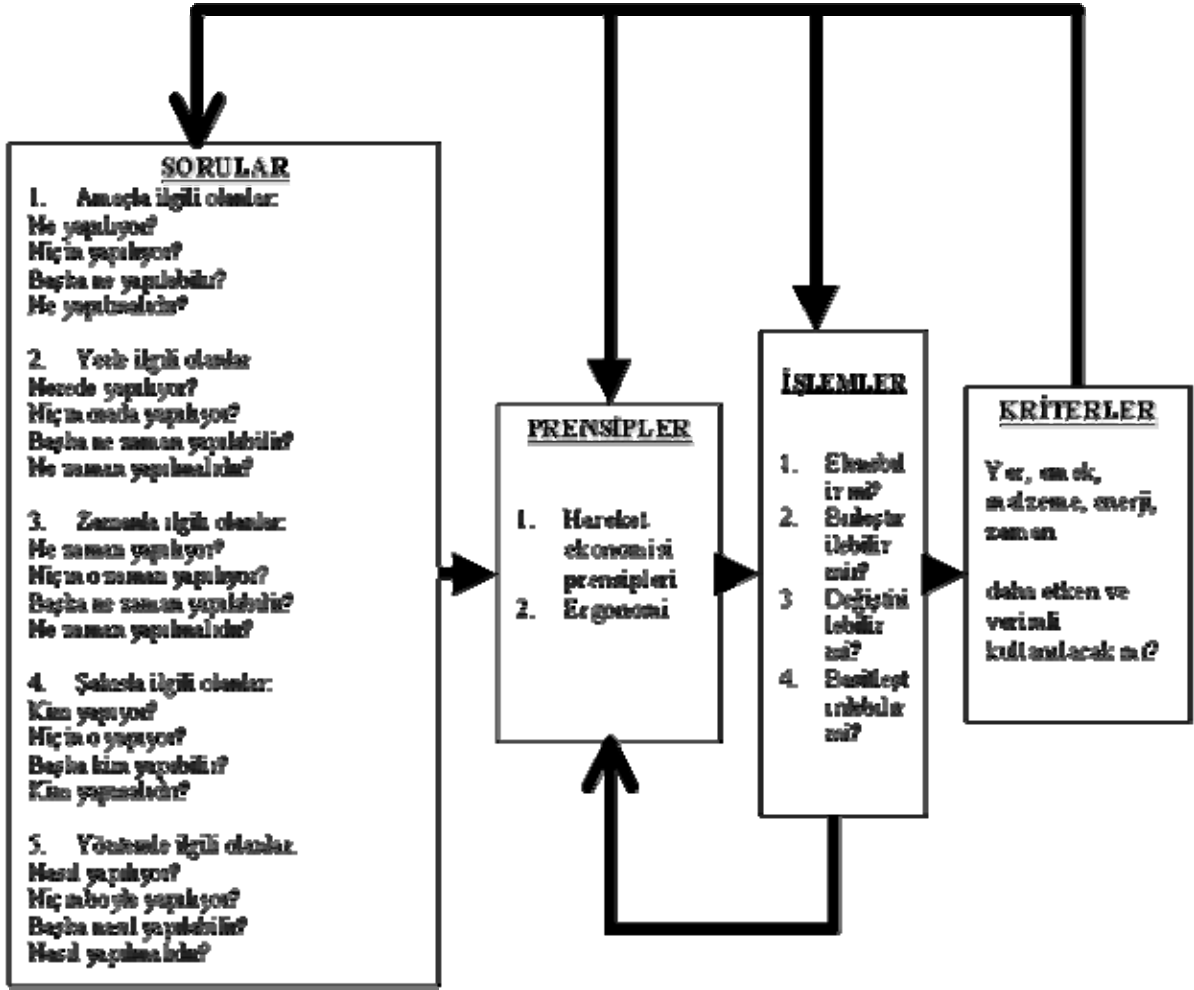 SORULAR
1. Amaçla ilgili olanlar:
Ne yapılıyor?
Niçin yapılıyor?
Başka ne yapılabilir?
Ne yapılmalıdır?
2. Yerle ilgili olanlar
Nerede yapılıyor?
Niçin orada yapılıyor?
Başka ne zaman yapılabilir?
Ne zaman yapılmalıdır?
3. Zamanla ilgili olanlar:
Ne zaman yapılıyor?
Niçin o zaman yapılıyor?
Başka ne zaman yapılabilir?
Ne zaman yapılmalıdır?
4. Şahısla ilgili olanlar:
Kim yapıyor?
Niçin o yapıyor?
Başka kim yapabilir?
Kim yapmalıdır?
5. Yöntemle ilgili olanlar.
Nasıl yapılıyor?
Niçin böyle yapılıyor?
Başka nasıl yapılabilir?
Nasıl yapılmalıdır?
PRENSİPLER
1. Hareket
ekonomisi
prensipleri
2. Ergonomi
İŞLEMLER
1. Elenebil
ir mi?
2. Birleştir
ilebilir
mi?
3 Değiştiri
lebilir
mi?
4. Basitleşt
irilebilir
mi?
KRİTERLER
Yer, emek,
malzeme, enerji,
zaman
daha etken ve
verimli
kullanılacak mı?